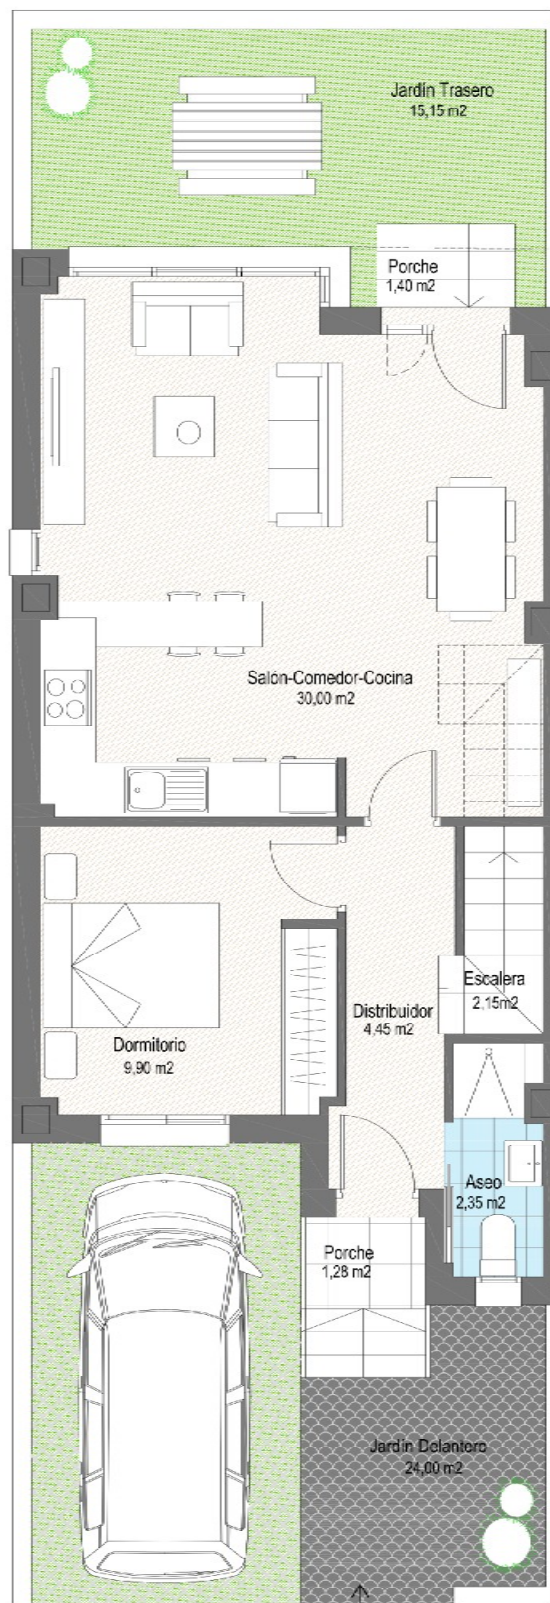 Jardín Trasero
15,15 m2
Porche
1,40 m2
Salón-Comedor-Cocina
30,00 m2
Escalera
2,15m2
Distribuidor
4,45 m2
Dormitorio
9,90 m2
Aseo
2,35 m2
Porche
1,28 m2
Jardín Delantero
24,00 m2